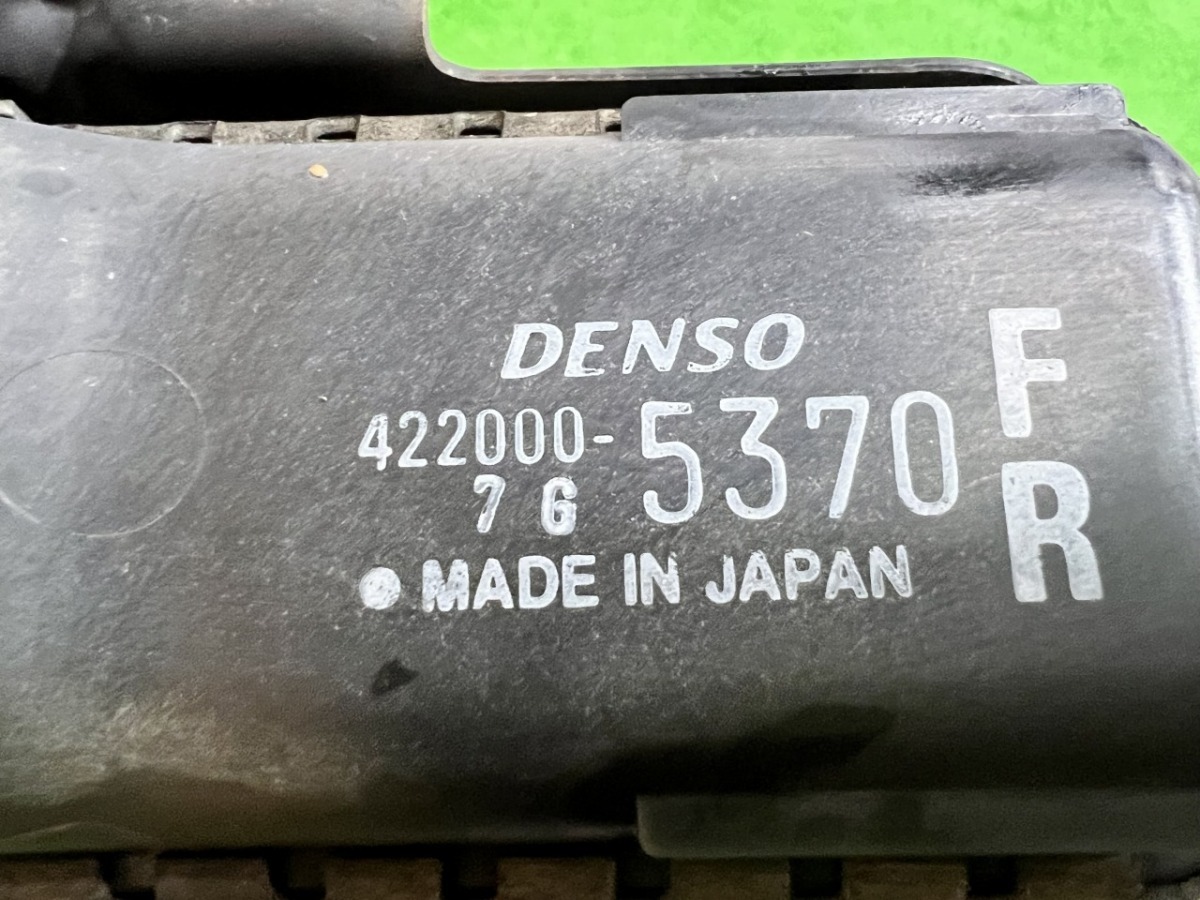 DENSO
422000-5370
7 G
● MADE IN JAPAN
F
R